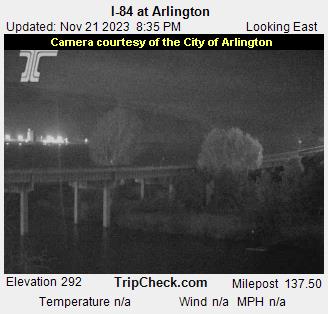 I-84 at Arlington
Updated: Nov 21 2023 8:35 PM Looking East
Camera courtesy of the City of Arlington
Elevation 292 TripCheck.com Milepost 137.50
Temperature n/a Wind n/a MPH n/a